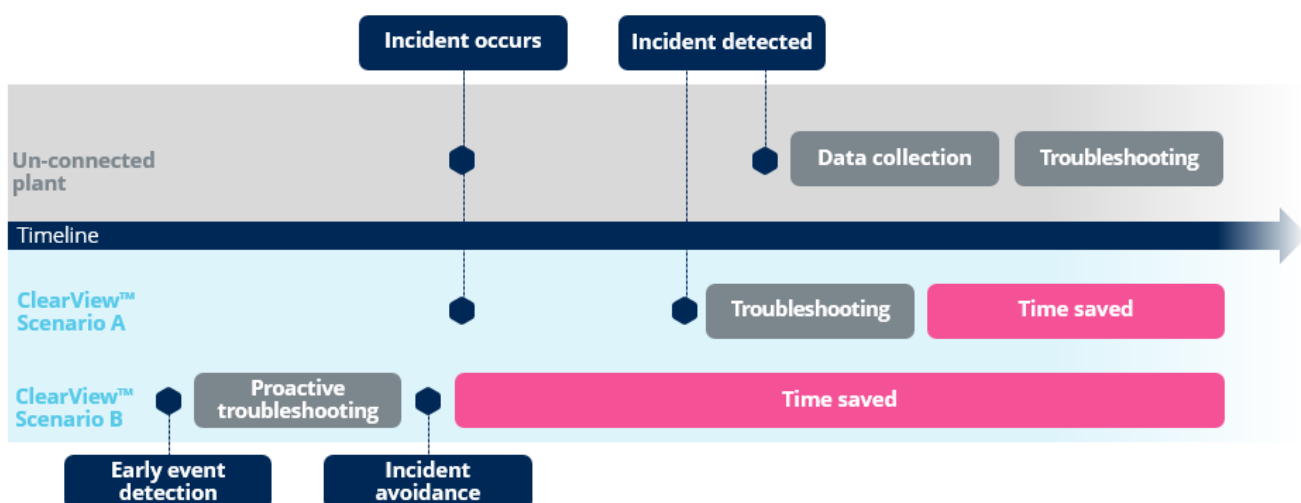 Incident occurs
Incident detected
Un-connected
plant
Data collection
Troubleshooting
Timeline
ClearView™
Scenario A
Troubleshooting
Time saved
ClearView™
Scenario B
Proactive
troubleshooting
Time saved
Early event
detection
Incident
avoidance